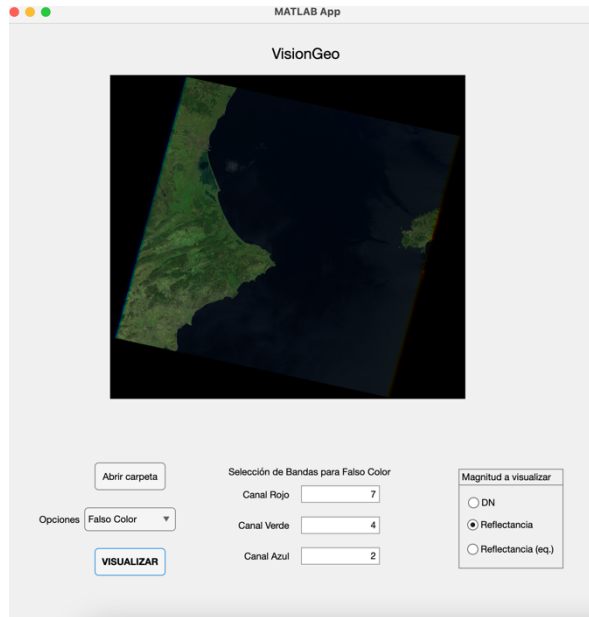 MATLAB App
VisionGeo
Abrir carpeta
Opciones Falso Color
VISUALIZAR
Selección de Bandas para Falso Color
Canal Rojo 7
Canal Verde 4
Canal Azul 2
Magnitud a visualizar
DN
Reflectancia
Reflectancia (eq.)